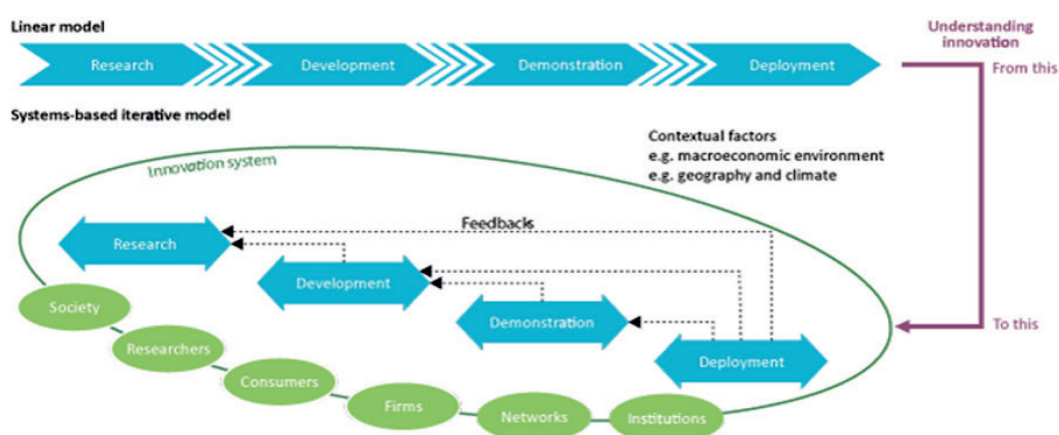 Linear model
Understanding
innovation
Research
Development
Demonstration
Deployment
From this
Systems-based iterative model
Contextual factors
e.g. macroeconomic environment
e.g. geography and climate
Innovation system
Feedbacks
Research
Development
Society
Demonstration
To this
Researchers
Deployment
Consumers
Firms
Networks
Institutions